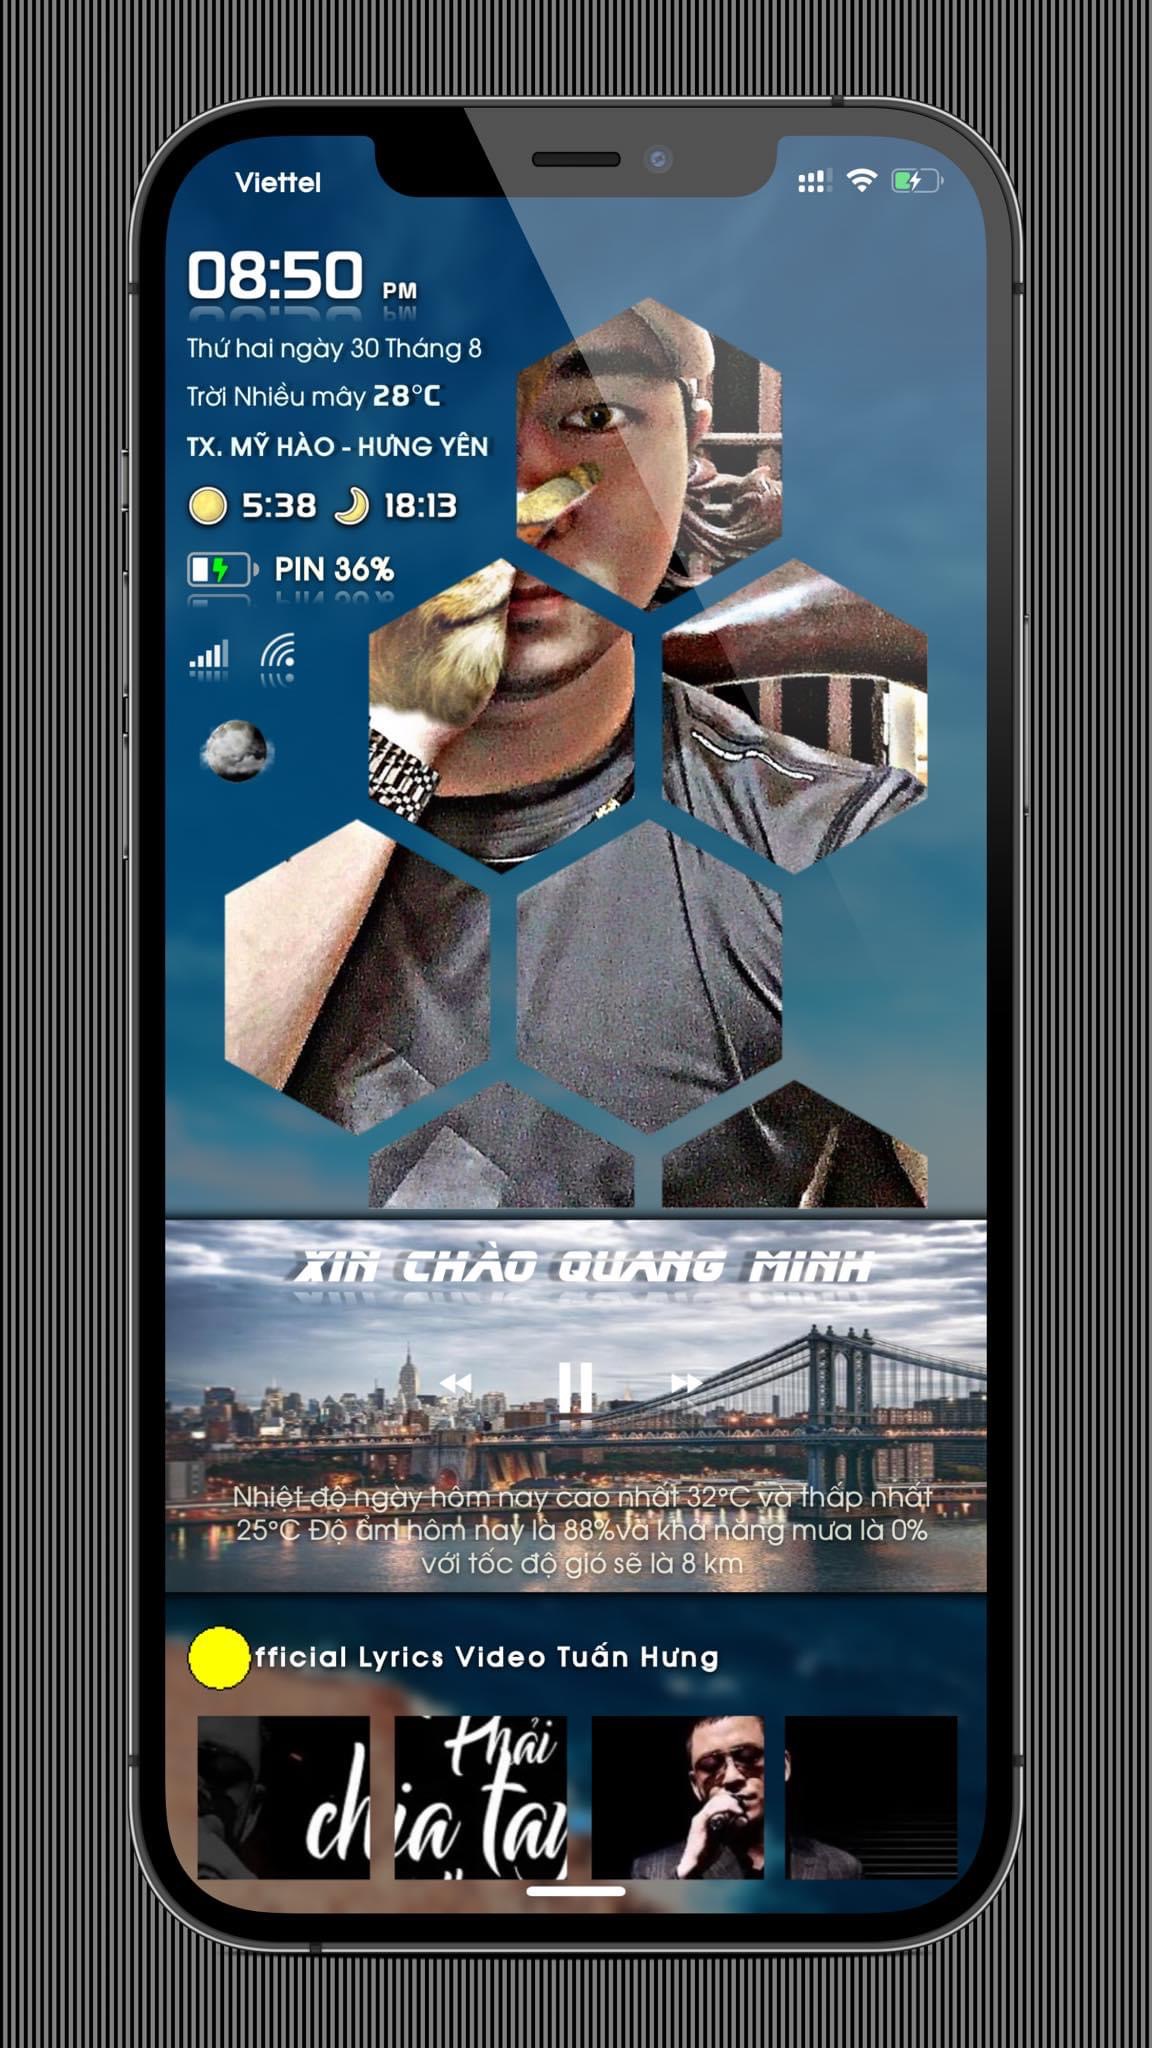 Viettel
08:50 PM
Thứ hai ngày 30 Tháng 8
Trời Nhiều mây 28°C
TX. MỸ HÀO - HƯNG YÊN
5:38 18:13
PIN 36%
XIN CHÀO QUANG MINH
Nhiệt độ ngày hôm nay cao nhất 32°C và thấp nhất
25°C Độ ẩm hôm nay là 88%và khả năng mưa là 0%
với tốc độ gió sẽ là 8 km
fficial Lyrics Video Tuấn Hưng
Phải
chia tay